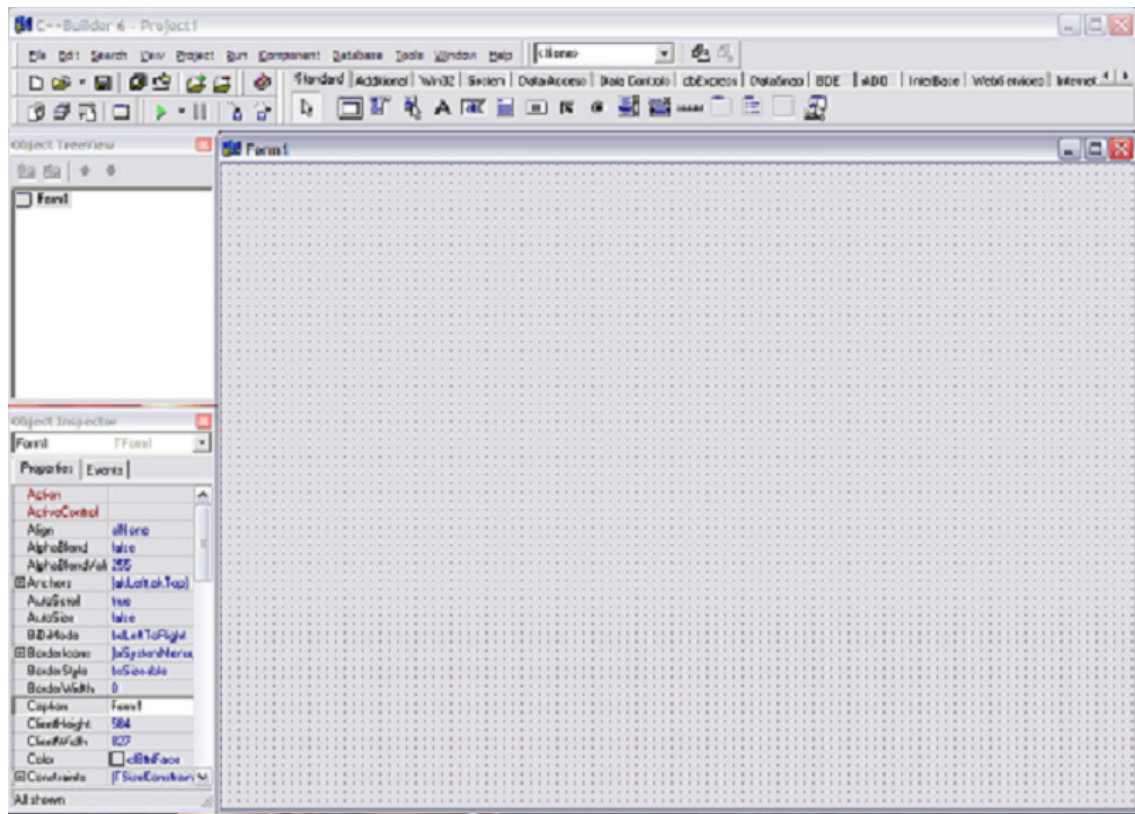 C++Builder 6 - Project1
File Edit Search View Project Run Component Database Tools Window Help <None>
Standard Additional Win32 System Data Access Data Controls dbExpress DataSnap BDE ADO InterBase WebServices Internet
Object TreeView
Form1
Form1
Object Inspector
Form1 TForm1
Properties Events
Action
ActiveControl
Align alNone
AlphaBlend false
AlphaBlendVal 255
Anchors [akLeft,akTop]
AutoScroll true
AutoSize false
BiDiMode bdLeftToRight
BorderIcons [biSystemMenu,
BorderStyle bsSizeable
BorderWidth 0
Caption Form1
ClientHeight 504
ClientWidth 827
Color clBtnFace
Constraints (TSizeConstrain
All shown